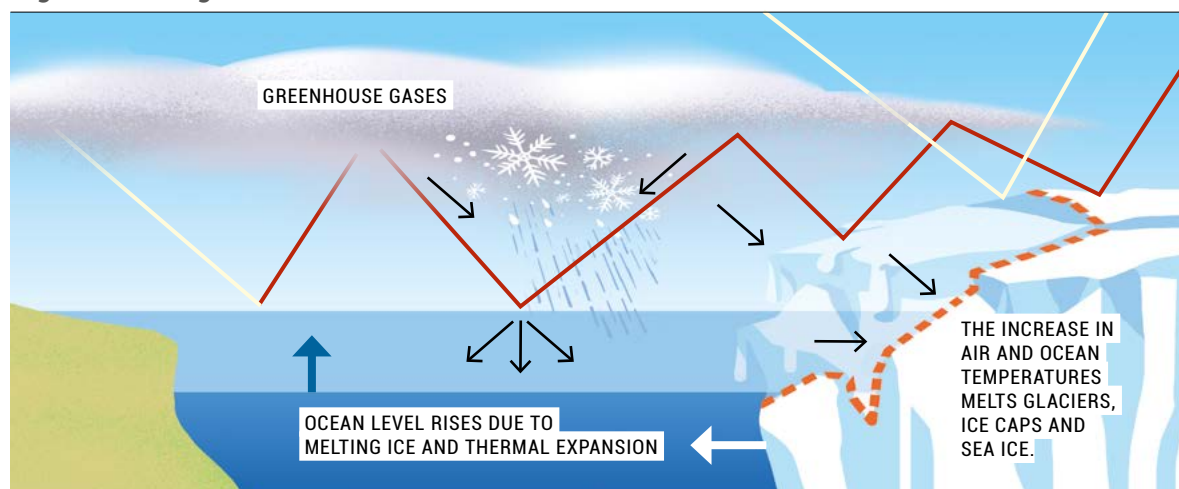 GREENHOUSE GASES
OCEAN LEVEL RISES DUE TO
MELTING ICE AND THERMAL EXPANSION
THE INCREASE IN
AIR AND OCEAN
TEMPERATURES
MELTS GLACIERS,
ICE CAPS AND
SEA ICE.